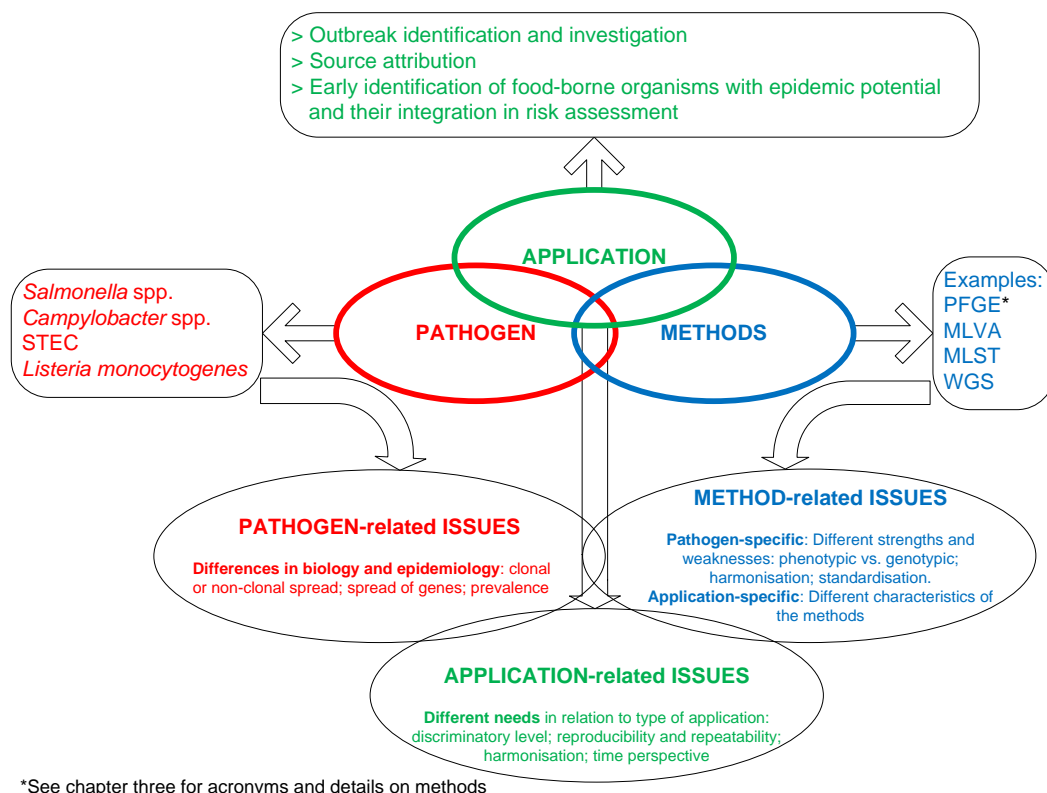 > Outbreak identification and investigation
> Source attribution
> Early identification of food-borne organisms with epidemic potential
and their integration in risk assessment
APPLICATION
PATHOGEN
METHODS
Salmonella spp.
Campylobacter spp.
STEC
Listeria monocytogenes
Examples:
PFGE*
MLVA
MLST
WGS
PATHOGEN-related ISSUES
Differences in biology and epidemiology: clonal
or non-clonal spread; spread of genes; prevalence
METHOD-related ISSUES
Pathogen-specific: Different strengths and
weaknesses: phenotypic vs. genotypic;
harmonisation; standardisation.
Application-specific: Different characteristics of
the methods
APPLICATION-related ISSUES
Different needs in relation to type of application:
discriminatory level; reproducibility and repeatability;
harmonisation; time perspective
*See chapter three for acronyms and details on methods